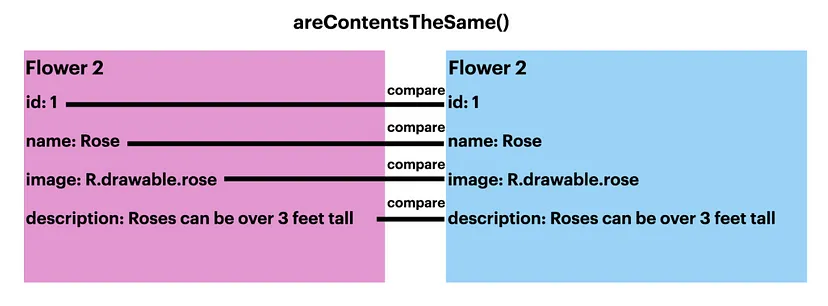 areContentsTheSame()
Flower 2
id: 1
name: Rose
image: R.drawable.rose
description: Roses can be over 3 feet tall
compare
compare
compare
compare
Flower 2
id: 1
name: Rose
image: R.drawable.rose
description: Roses can be over 3 feet tall